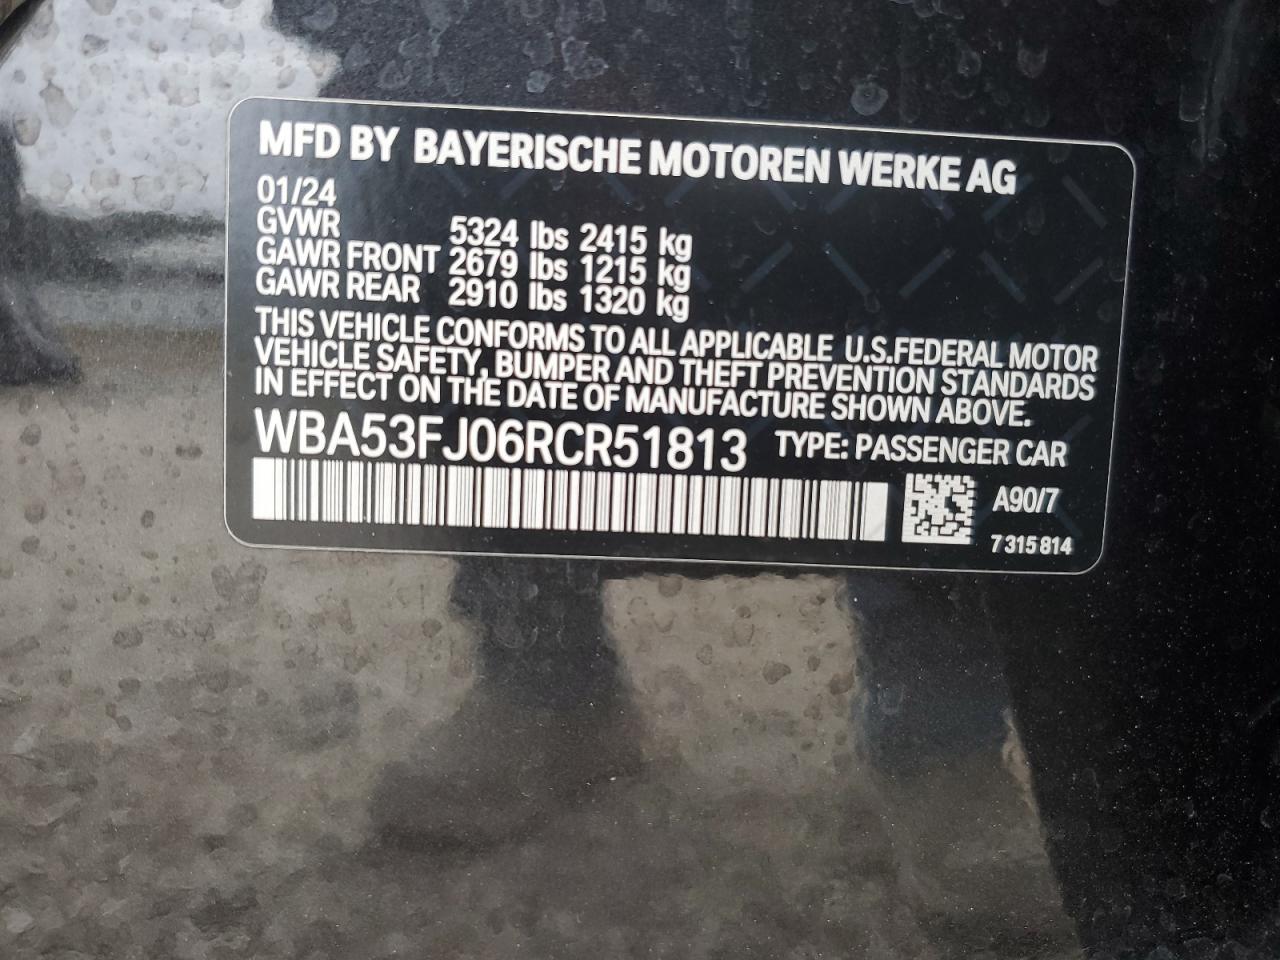 MFD BY BAYERISCHE MOTOREN WERKE AG
01/24
GVWR 5324 lbs 2415 kg
GAWR FRONT 2679 lbs 1215 kg
GAWR REAR 2910 lbs 1320 kg
THIS VEHICLE CONFORMS TO ALL APPLICABLE U.S.FEDERAL MOTOR
VEHICLE SAFETY, BUMPER AND THEFT PREVENTION STANDARDS
IN EFFECT ON THE DATE OF MANUFACTURE SHOWN ABOVE.
WBA53FJ06RCR51813 TYPE: PASSENGER CAR
A90/7
7 315 814